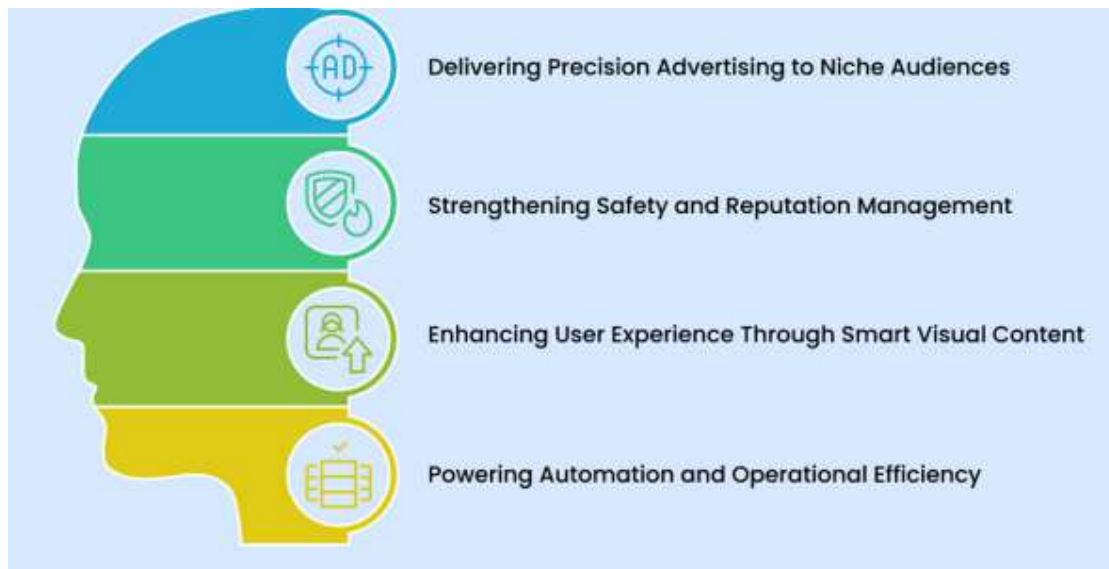 AD
Delivering Precision Advertising to Niche Audiences
Strengthening Safety and Reputation Management
Enhancing User Experience Through Smart Visual Content
Powering Automation and Operational Efficiency